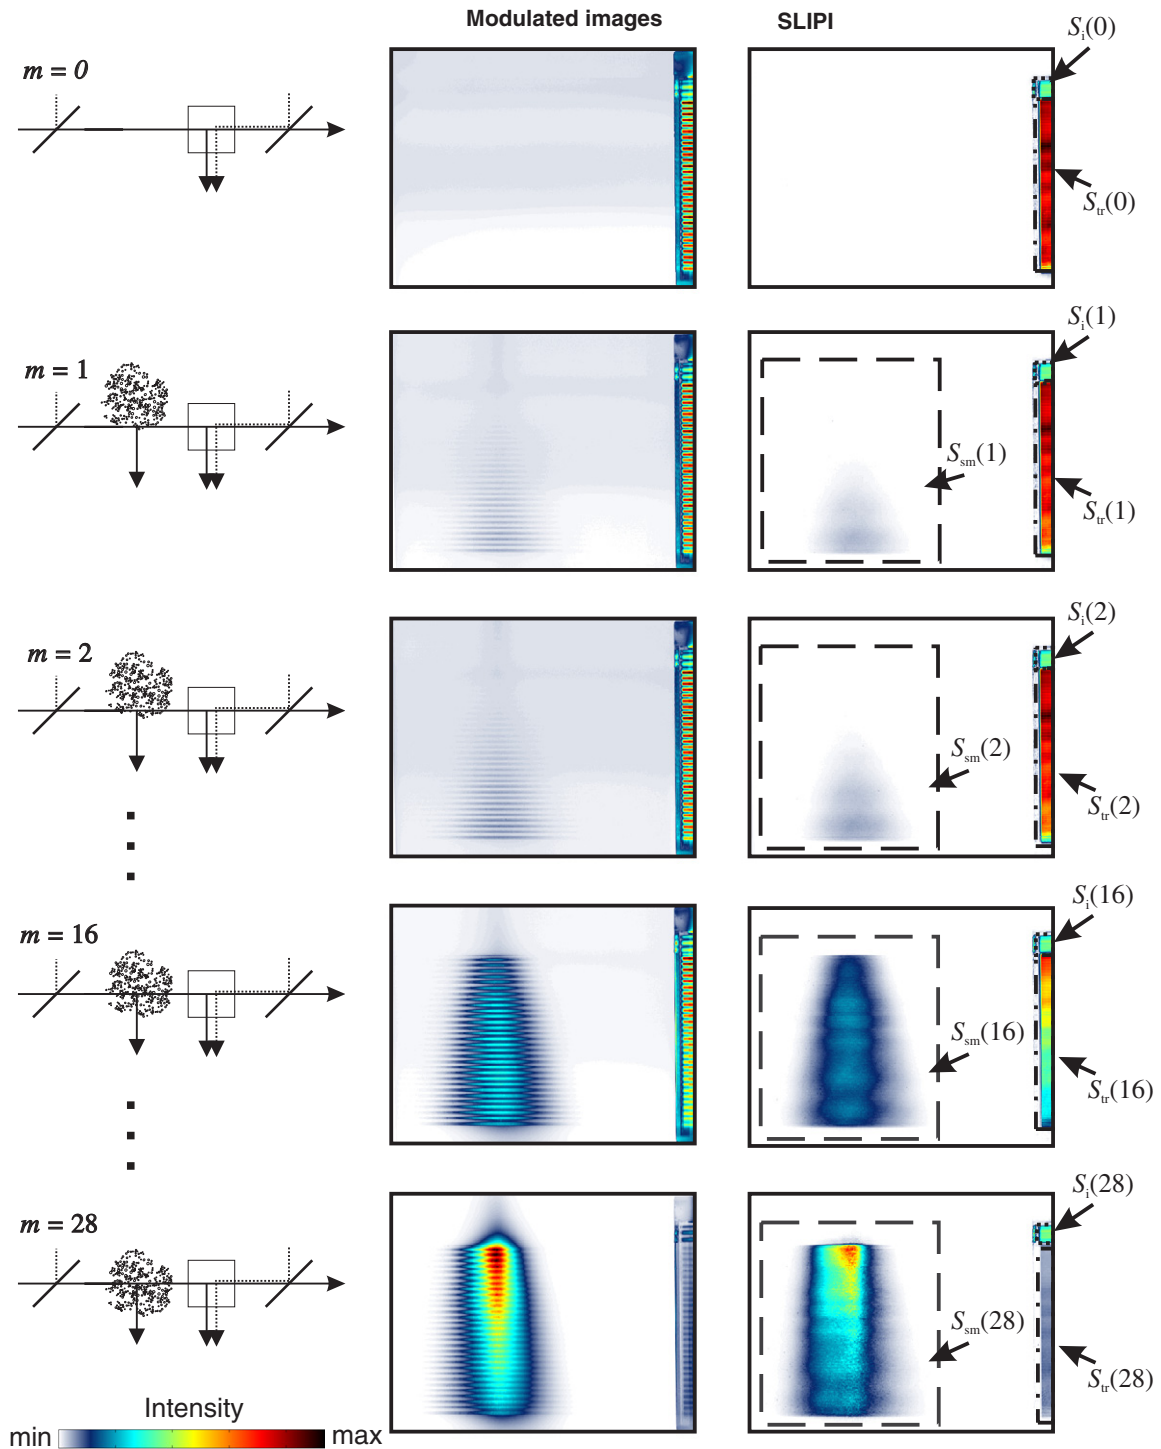 Modulated images
SLIPI
m = 0
S_i(0)
S_tr(0)
m = 1
S_i(1)
S_sm(1)
S_tr(1)
m = 2
S_i(2)
S_sm(2)
S_tr(2)
m = 16
S_i(16)
S_sm(16)
S_tr(16)
m = 28
S_i(28)
S_sm(28)
S_tr(28)
Intensity
min max